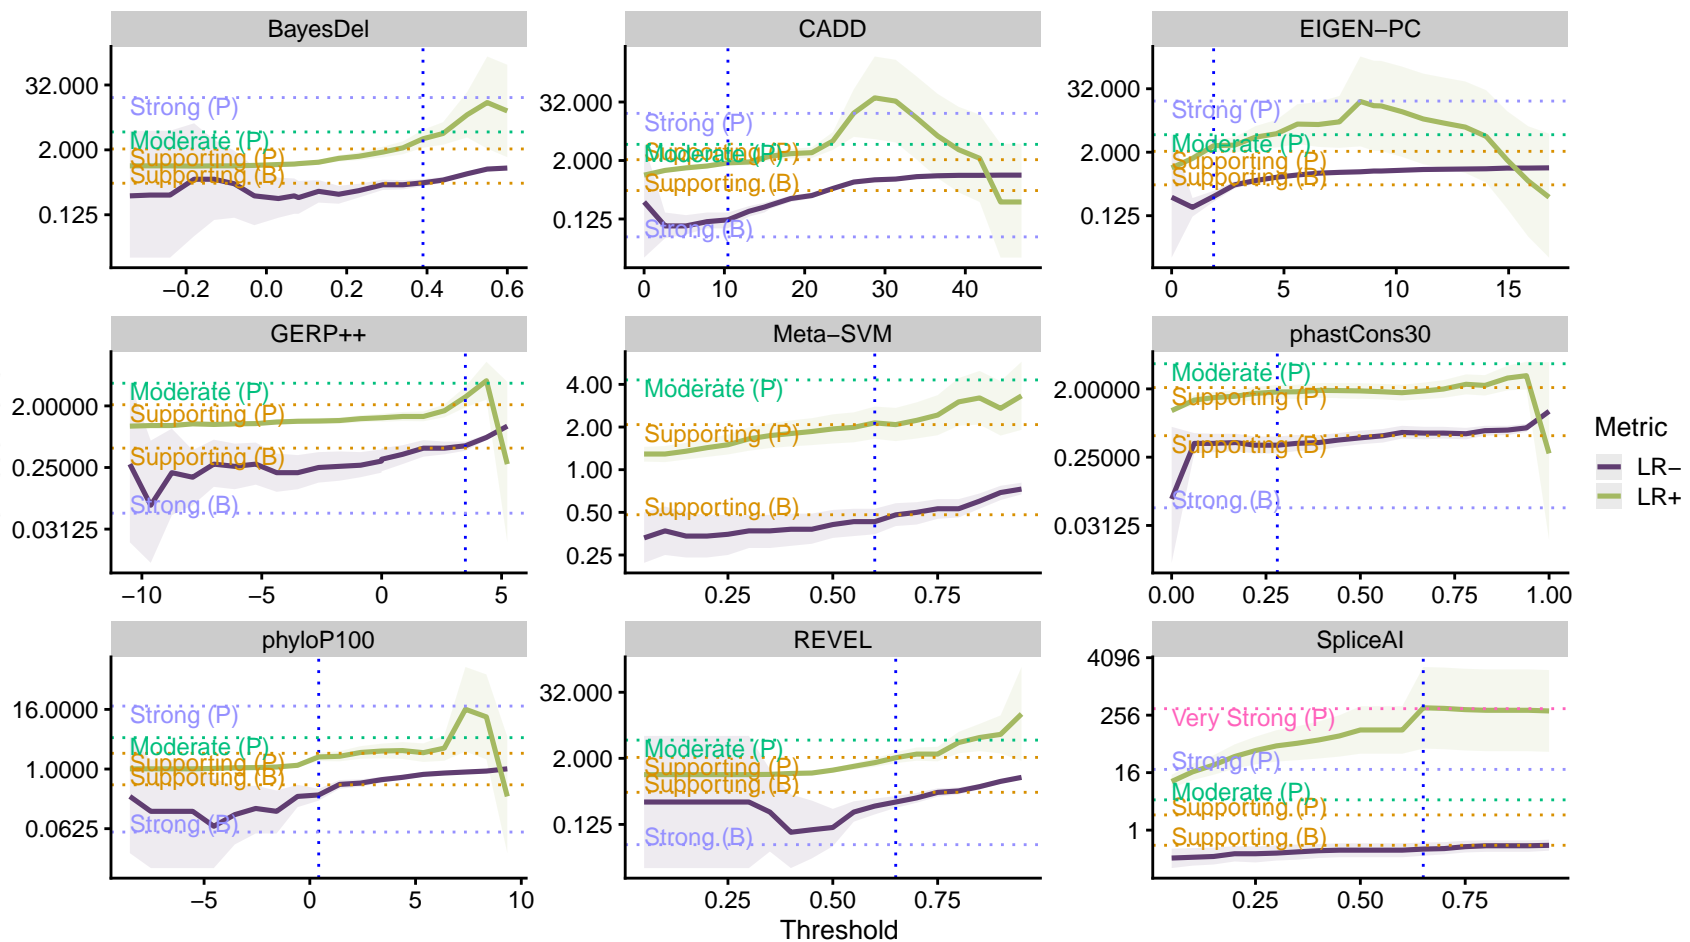 BayesDel
CADD
EIGEN−PC
32.000
2.000
0.125
Strong (P)
Moderate (P)
Supporting (P)
Supporting (B)
−0.2
0.0
0.2
0.4
0.6
32.000
2.000
0.125
Strong (P)
Supporting (P)
Moderate (P)
Supporting (B)
Strong (B)
0
10
20
30
40
32.000
2.000
0.125
Strong (P)
Moderate (P)
Supporting (P)
Supporting (B)
0
5
10
15
GERP++
Meta−SVM
phastCons30
2.00000
0.25000
0.03125
Moderate (P)
Supporting (P)
Supporting (B)
Strong (B)
−10
−5
0
5
4.00
2.00
1.00
0.50
0.25
Moderate (P)
Supporting (P)
Supporting (B)
0.25
0.50
0.75
2.00000
0.25000
0.03125
Moderate (P)
Supporting (P)
Supporting (B)
Strong (B)
0.00
0.25
0.50
0.75
1.00
Metric
LR−
LR+
phyloP100
REVEL
SpliceAI
16.0000
1.0000
0.0625
Strong (P)
Moderate (P)
Supporting (P)
Supporting (B)
Strong (B)
−5
0
5
10
32.000
2.000
0.125
Moderate (P)
Supporting (P)
Supporting (B)
Strong (B)
0.25
0.50
0.75
4096
256
16
1
Very Strong (P)
Strong (P)
Moderate (P)
Supporting (P)
Supporting (B)
0.25
0.50
0.75
Threshold